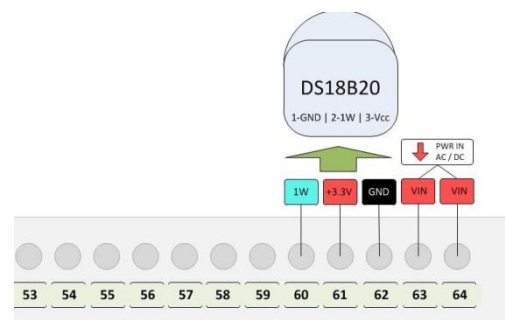 DS18B20
1-GND | 2-1W | 3-Vcc
PWR IN
AC / DC
1W +3.3V GND VIN VIN
53 54 55 56 57 58 59 60 61 62 63 64